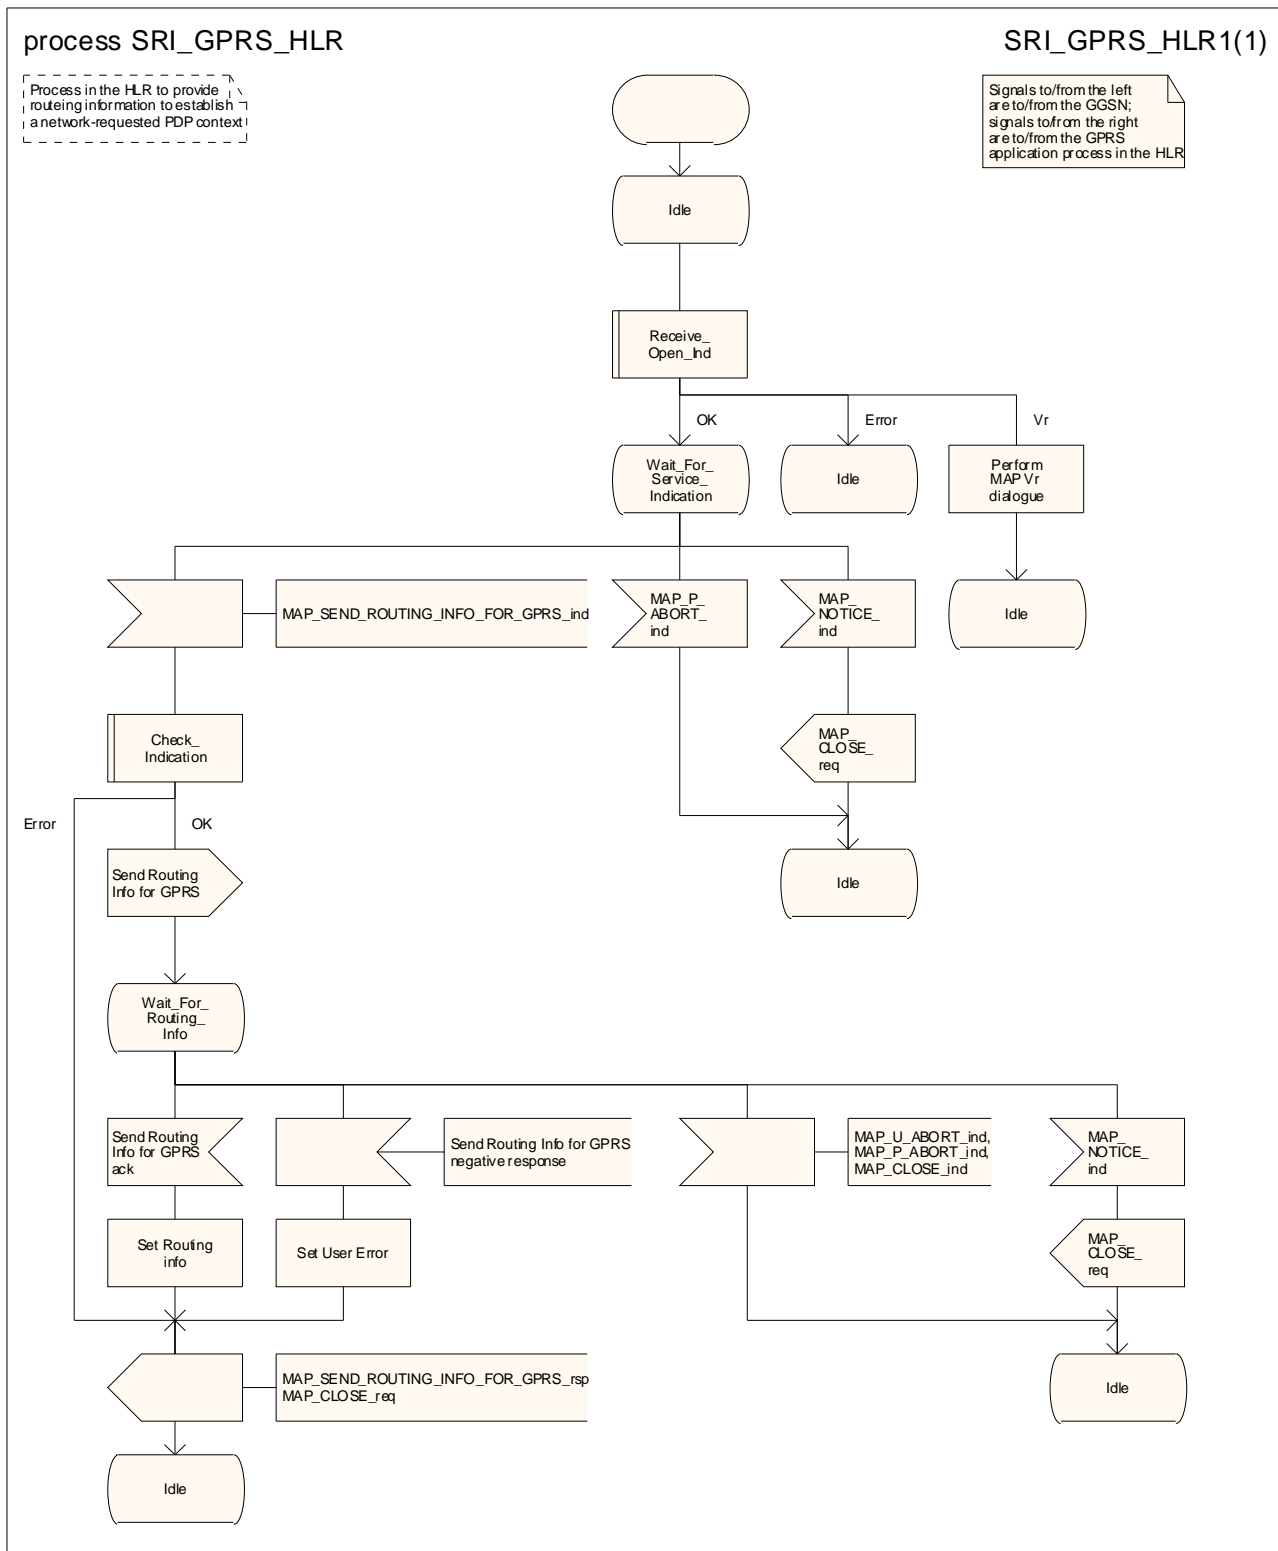 process SRI_GPRS_HLR
SRI_GPRS_HLR1(1)
Process in the HLR to provide
routeing information to establish
a network-requested PDP context
Signals to/from the left
are to/from the GGSN;
signals to/from the right
are to/from the GPRS
application process in the HLR
Idle
Receive_
Open_Ind
OK
Error
Vr
Wait_For_
Service_
Indication
Idle
Perform
MAP Vr
dialogue
MAP_SEND_ROUTING_INFO_FOR_GPRS_ind
MAP_P_
ABORT_
ind
MAP_
NOTICE_
ind
Idle
Check_
Indication
MAP_
CLOSE_
req
Error
OK
Send Routing
Info for GPRS
Idle
Wait_For_
Routing_
Info
Send Routing
Info for GPRS
ack
Send Routing Info for GPRS
negative response
MAP_U_ABORT_ind,
MAP_P_ABORT_ind,
MAP_CLOSE_ind
MAP_
NOTICE_
ind
Set Routing
info
Set User Error
MAP_
CLOSE_
req
MAP_SEND_ROUTING_INFO_FOR_GPRS_rsp
MAP_CLOSE_req
Idle
Idle